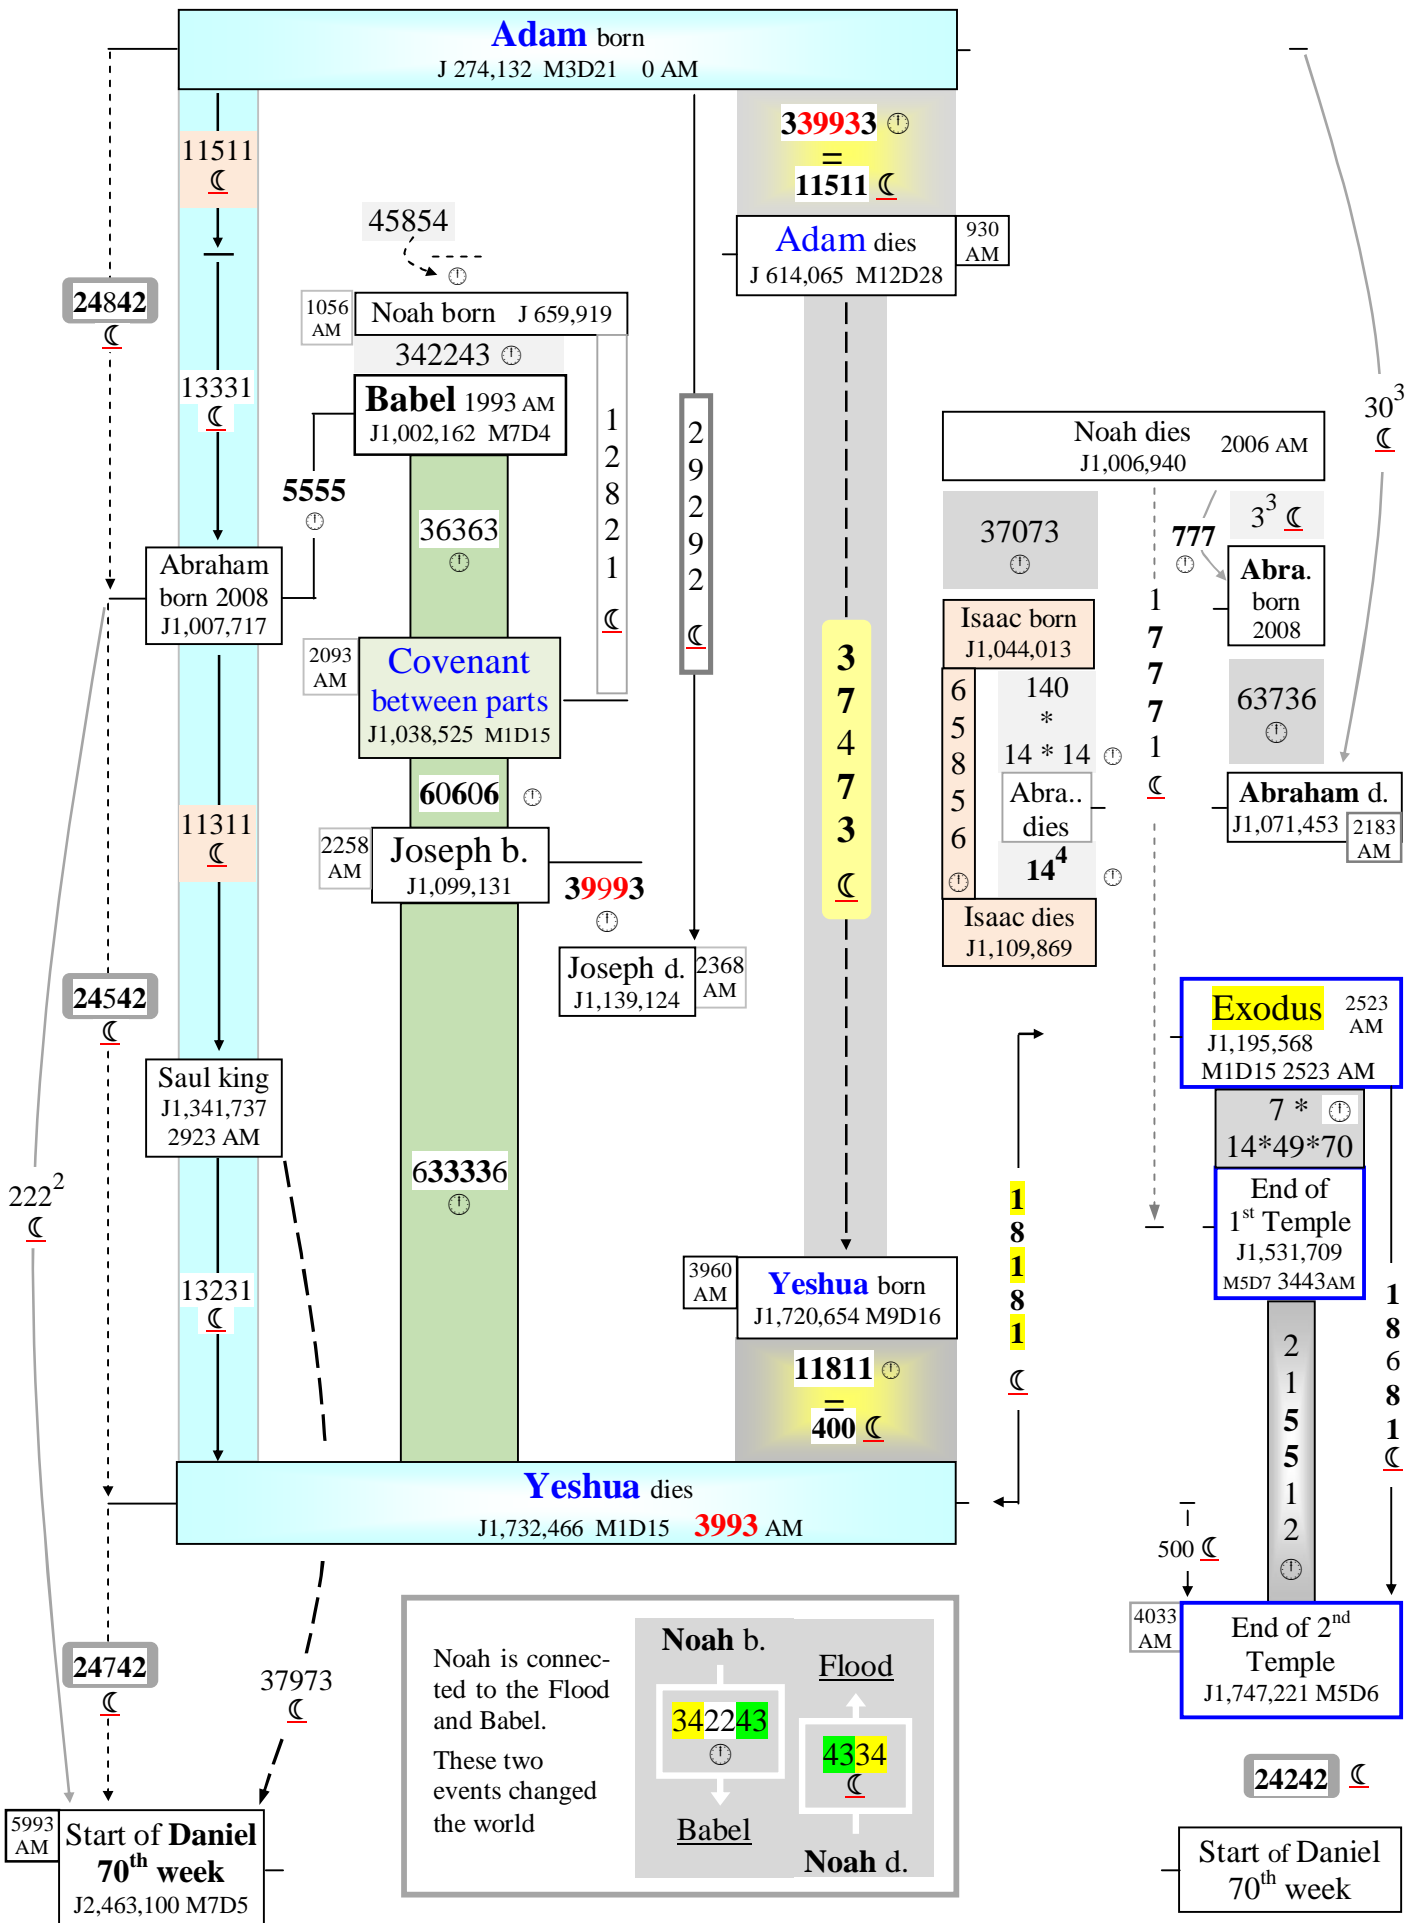 Adam born
J 274,132 M3D21 0 AM
11511
☾
339933 🕛
=
11511 ☾
Adam dies
J 614,065 M12D28
930
AM
45854
🕛
24842
☾
1056
AM
Noah born J 659,919
342243 🕛
Babel 1993 AM
J1,002,162 M7D4
13331
☾
5555
🕛
36363
🕛
1
2
8
2
1
☾
2
9
2
9
2
☾
30³
☾
Noah dies
J1,006,940
2006 AM
37073
🕛
777
🕛
3³ ☾
Abra.
born
2008
Abraham
born 2008
J1,007,717
2093
AM
Covenant
between parts
J1,038,525 M1D15
60606 🕛
2258
AM
Joseph b.
J1,099,131
39993
🕛
Joseph d.
J1,139,124
2368
AM
3
7
4
7
3
☾
Isaac born
J1,044,013
6
5
8
5
6
🕛
140
*
14 * 14 🕛
Abra..
dies
14⁴ 🕛
Isaac dies
J1,109,869
1
7
7
7
1
☾
63736
🕛
Abraham d.
J1,071,453
2183
AM
11311
☾
24542
☾
Saul king
J1,341,737
2923 AM
222²
☾
633336
🕛
13231
☾
Exodus
2523
AM
J1,195,568
M1D15 2523 AM
7 * 🕛
14*49*70
End of
1st Temple
J1,531,709
M5D7 3443AM
1
8
1
8
1
☾
1
8
6
8
1
☾
3960
AM
Yeshua born
J1,720,654 M9D16
11811 🕛
=
400 ☾
2
1
5
5
1
2
🕛
Yeshua dies
J1,732,466 M1D15 3993 AM
500 ☾
4033
AM
End of 2nd
Temple
J1,747,221 M5D6
24742
☾
37973
☾
5993
AM
Start of Daniel
70th week
J2,463,100 M7D5
Noah is connec-
ted to the Flood
and Babel.
These two
events changed
the world
Noah b.
342243
🕛
Babel
Flood
4334
☾
Noah d.
24242 ☾
Start of Daniel
70th week